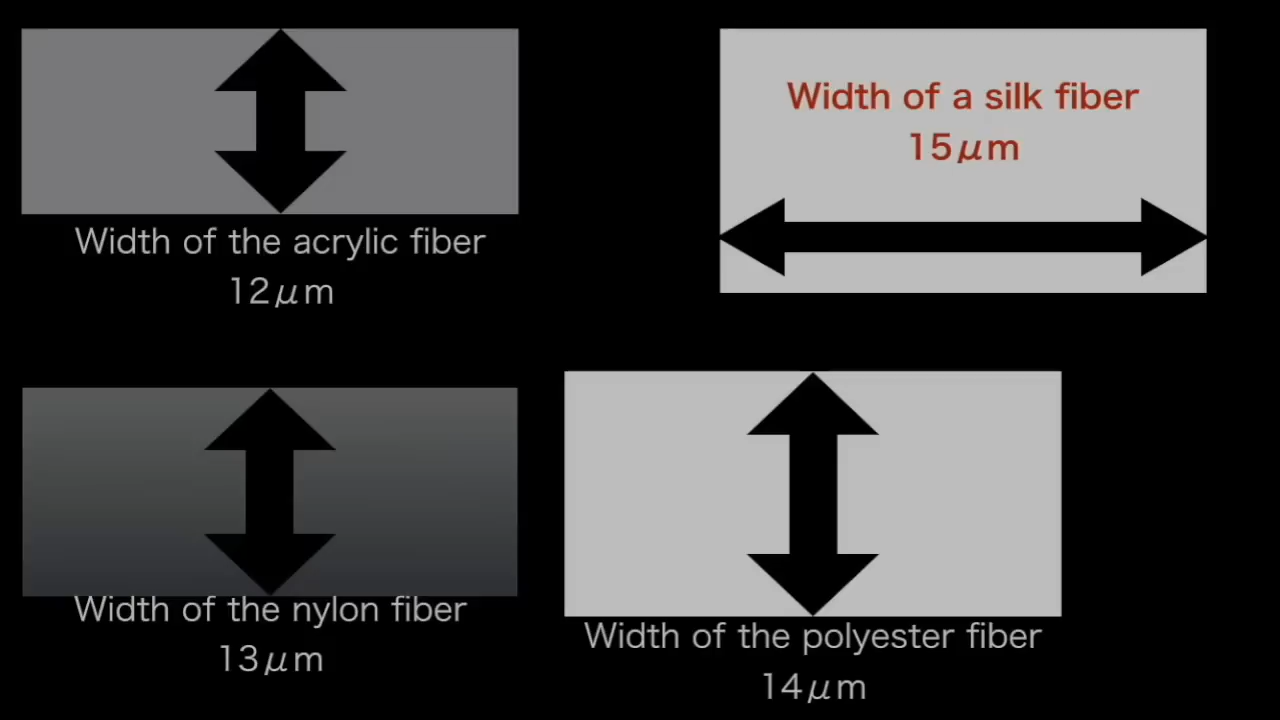 Width of the acrylic fiber
12μm
Width of a silk fiber
15μm
Width of the nylon fiber
13μm
Width of the polyester fiber
14μm